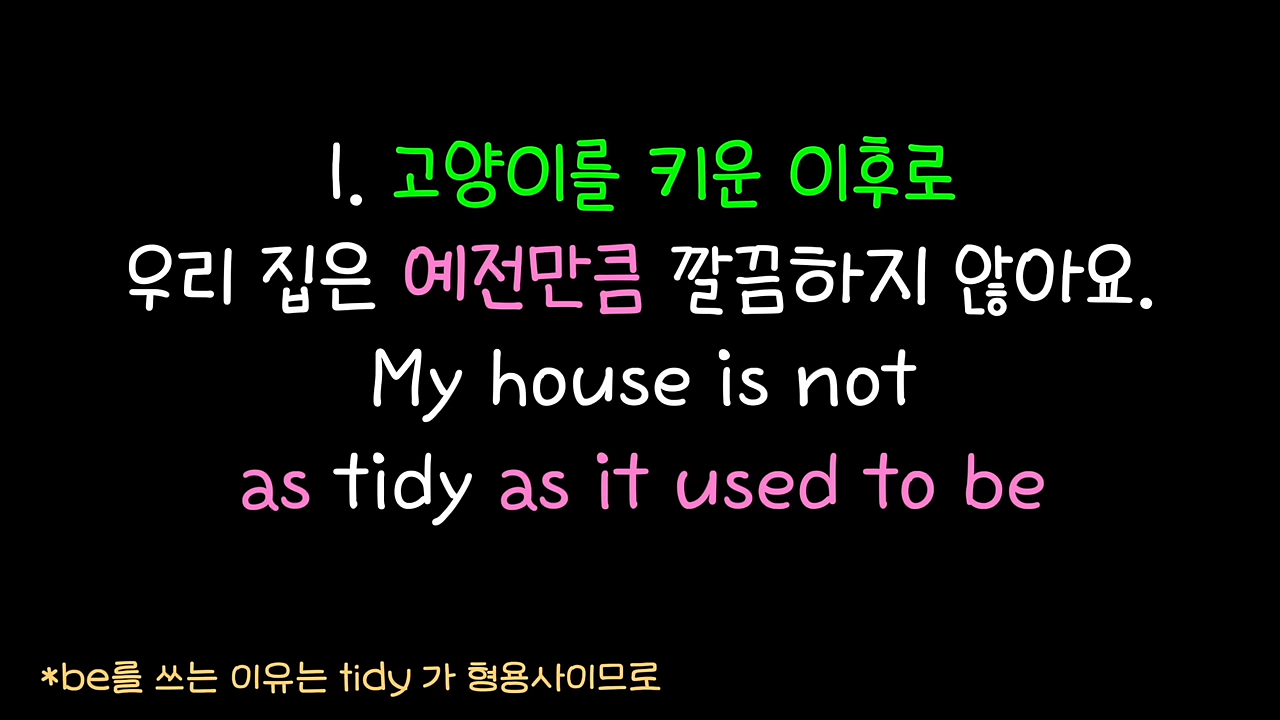 1. 고양이를 키운 이후로
우리 집은 예전만큼 깔끔하지 않아요.
My house is not
as tidy as it used to be
*be를 쓰는 이유는 tidy 가 형용사이므로